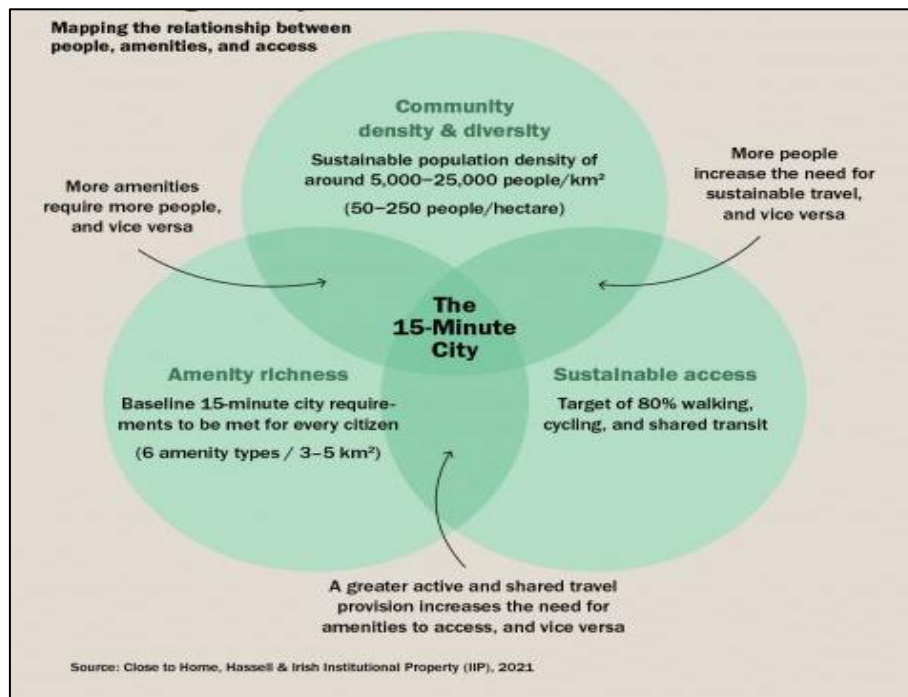 Mapping the relationship between
people, amenities, and access
Community
density & diversity
Sustainable population density of
around 5,000–25,000 people/km²
(50–250 people/hectare)
More amenities
require more people,
and vice versa
More people
increase the need for
sustainable travel,
and vice versa
The
15-Minute
City
Amenity richness
Baseline 15-minute city require-
ments to be met for every citizen
(6 amenity types / 3–5 km²)
Sustainable access
Target of 80% walking,
cycling, and shared transit
A greater active and shared travel
provision increases the need for
amenities to access, and vice versa
Source: Close to Home, Hassell & Irish Institutional Property (IIP), 2021